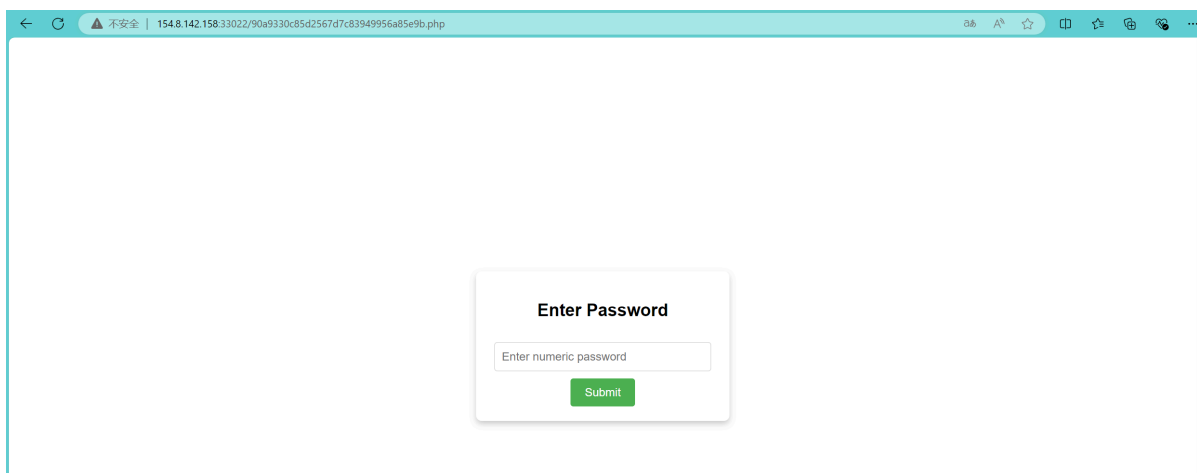 不安全 | 154.8.142.158:33022/90a9330c85d2567d7c83949956a85e9b.php
Enter Password
Enter numeric password
Submit